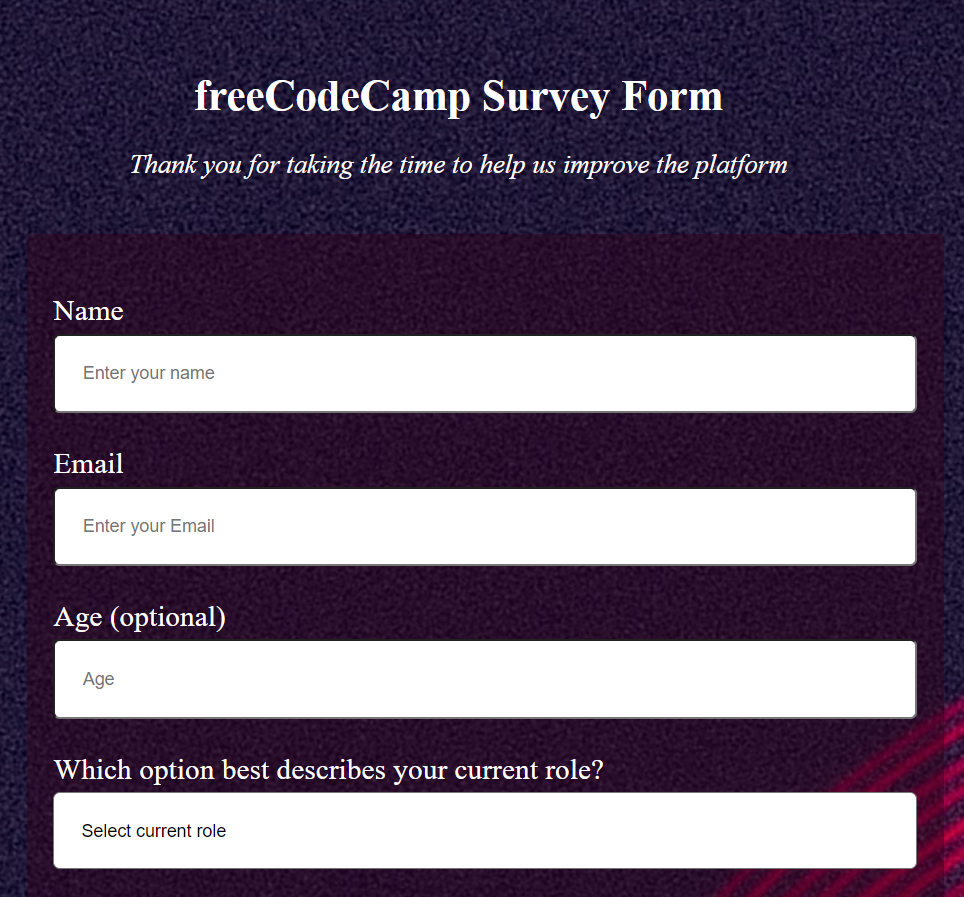 freeCodeCamp Survey Form
Thank you for taking the time to help us improve the platform
Name
Enter your name
Email
Enter your Email
Age (optional)
Age
Which option best describes your current role?
Select current role